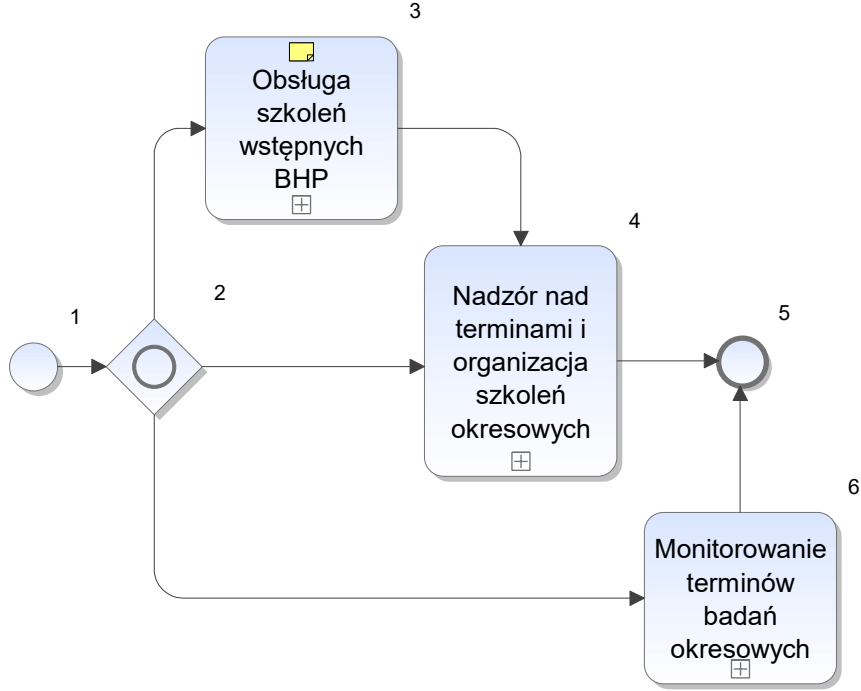 3
Obsługa
szkoleń
wstępnych
BHP
4
2
Nadzór nad
terminami i
organizacja
szkoleń
okresowych
1
5
6
Monitorowanie
terminów
badań
okresowych